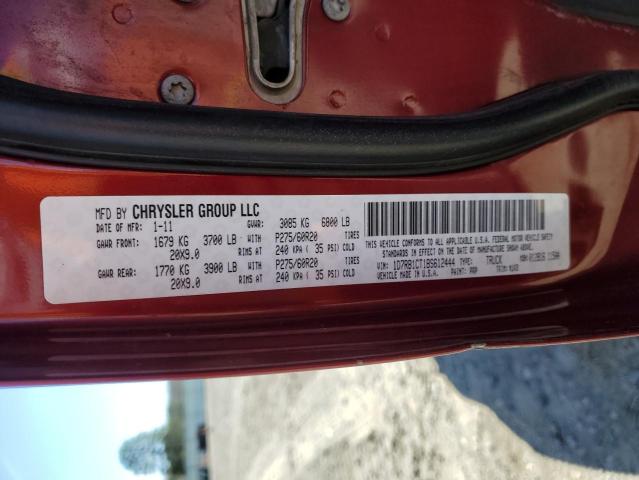 MFD BY CHRYSLER GROUP LLC
DATE OF MFR: 1-11 GVWR: 3085 KG 6800 LB
GAWR FRONT: 1679 KG 3700 LB WITH P275/60R20 TIRES
20X9.0 RIMS AT 240 KPA ( 35 PSI) COLD
GAWR REAR: 1770 KG 3900 LB WITH P275/60R20 TIRES
20X9.0 RIMS AT 240 KPA ( 35 PSI) COLD
THIS VEHICLE CONFORMS TO ALL APPLICABLE U.S.A. FEDERAL MOTOR VEHICLE SAFETY
STANDARDS IN EFFECT ON THE DATE OF MANUFACTURE SHOWN ABOVE.
VIN: 1D7RB1CT1BS612444 TYPE: TRUCK
VEHICLE MADE IN U.S.A. PAINT: PRP TRIM: